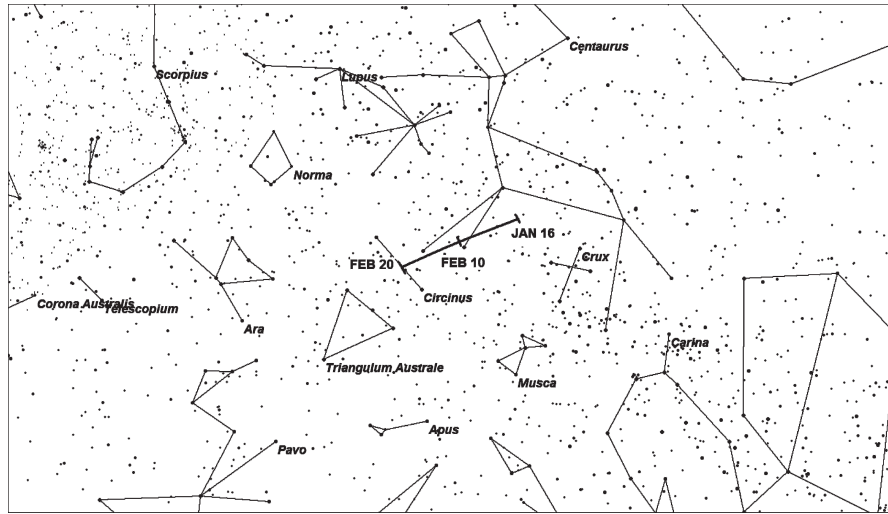 Centaurus
Scorpius
Lupus
Norma
JAN 16
FEB 10
FEB 20
Crux
Circinus
Corona Australis
Telescopium
Ara
Carina
Triangulum Australe
Musca
Apus
Pavo